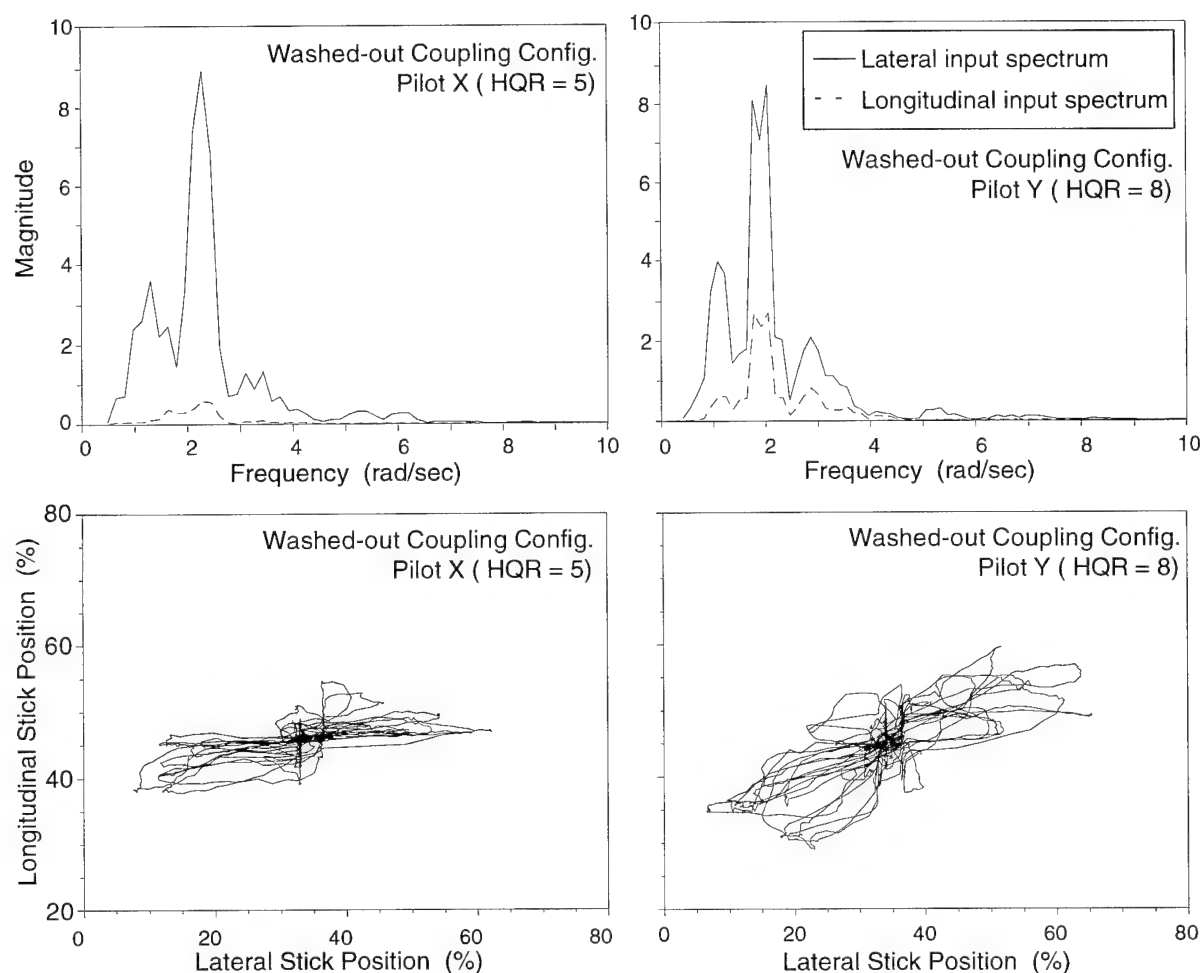 10
8
6
4
2
0
Magnitude
Washed-out Coupling Config.
Pilot X ( HQR = 5)
0 2 4 6 8 10
Frequency (rad/sec)
10
8
6
4
2
Lateral input spectrum
Longitudinal input spectrum
Washed-out Coupling Config.
Pilot Y ( HQR = 8)
0 2 4 6 8 10
Frequency (rad/sec)
80
60
40
20
Longitudinal Stick Position (%)
Washed-out Coupling Config.
Pilot X ( HQR = 5)
0 20 40 60 80
Lateral Stick Position (%)
Washed-out Coupling Config.
Pilot Y ( HQR = 8)
0 20 40 60 80
Lateral Stick Position (%)